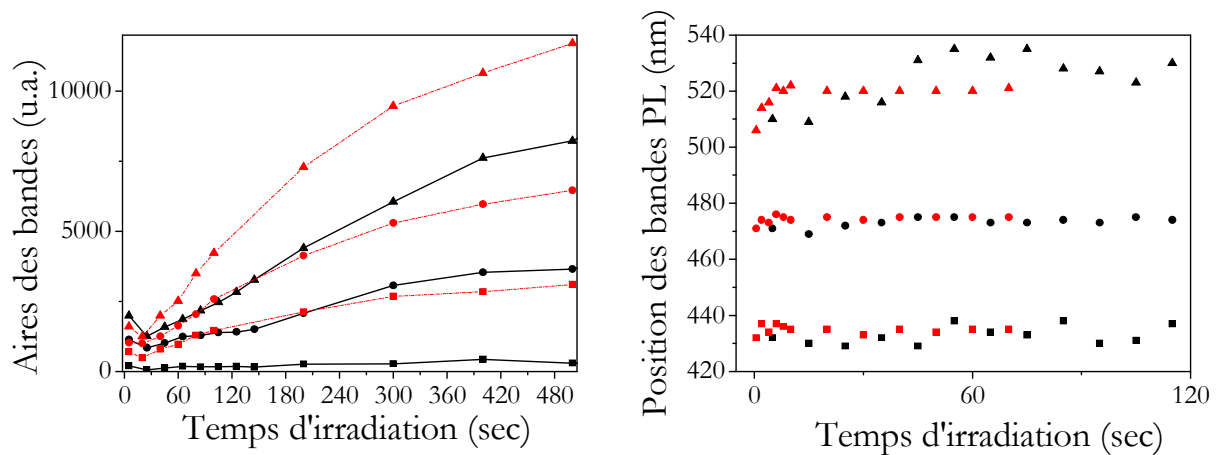 Aires des bandes (u.a.)
10000
5000
0
0 60 120 180 240 300 360 420 480
Temps d'irradiation (sec)
Position des bandes PL (nm)
540
520
500
480
460
440
420
0 60 120
Temps d'irradiation (sec)